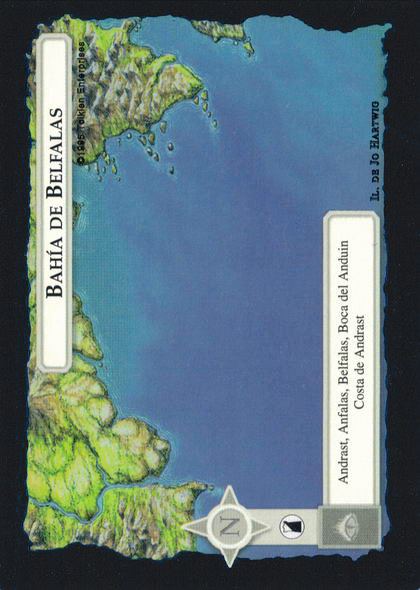 BAHÍA DE BELFALAS
©1995 Tolkien Enterprises
IL. DE JO HARTWIG
N
Andrast, Anfalas, Belfalas, Boca del Anduin
Costa de Andrast